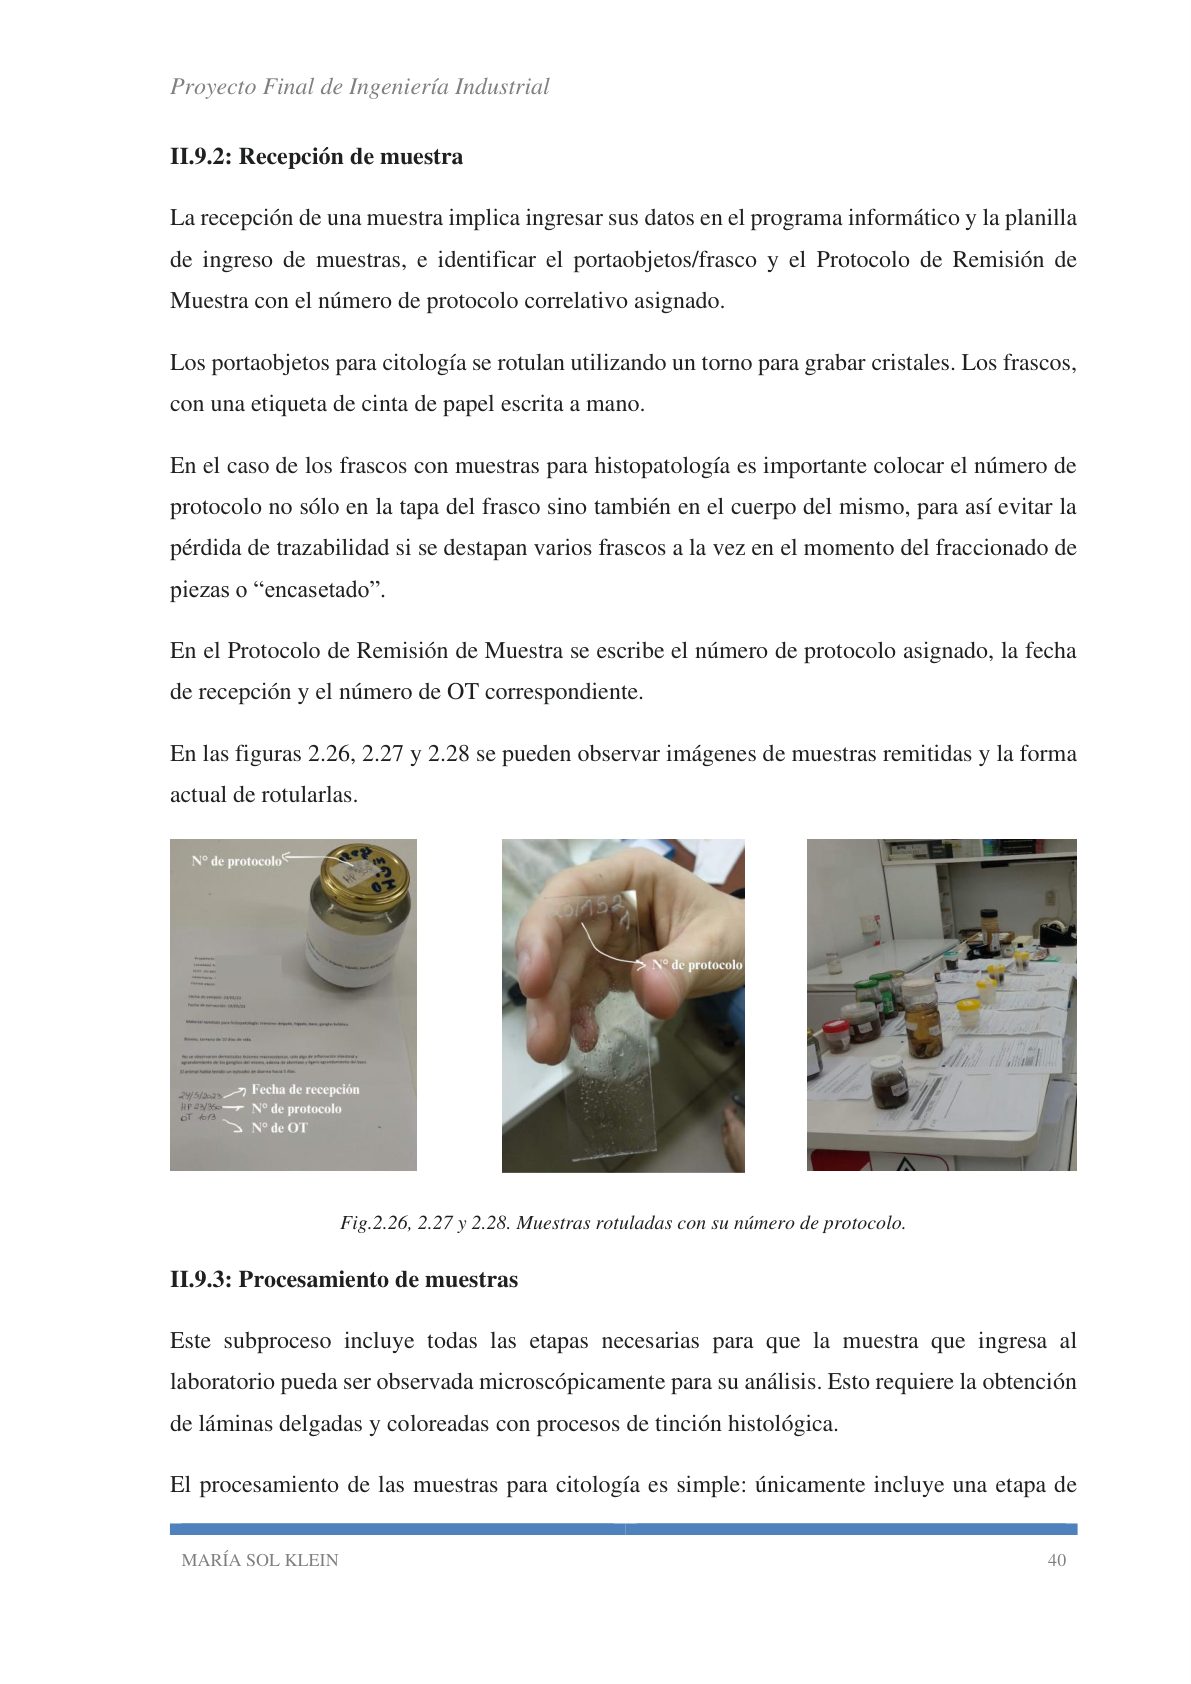 Proyecto Final de Ingeniería Industrial
II.9.2: Recepción de muestra
La recepción de una muestra implica ingresar sus datos en el programa informático y la planilla
de ingreso de muestras, e identificar el portaobjetos/frasco y el Protocolo de Remisión de
Muestra con el número de protocolo correlativo asignado.
Los portaobjetos para citología se rotulan utilizando un torno para grabar cristales. Los frascos,
con una etiqueta de cinta de papel escrita a mano.
En el caso de los frascos con muestras para histopatología es importante colocar el número de
protocolo no sólo en la tapa del frasco sino también en el cuerpo del mismo, para así evitar la
pérdida de trazabilidad si se destapan varios frascos a la vez en el momento del fraccionado de
piezas o “encasetado”.
En el Protocolo de Remisión de Muestra se escribe el número de protocolo asignado, la fecha
de recepción y el número de OT correspondiente.
En las figuras 2.26, 2.27 y 2.28 se pueden observar imágenes de muestras remitidas y la forma
actual de rotularlas.
N° de protocolo
Fecha de recepción
N° de protocolo
N° de OT
N° de protocolo
Fig.2.26, 2.27 y 2.28. Muestras rotuladas con su número de protocolo.
II.9.3: Procesamiento de muestras
Este subproceso incluye todas las etapas necesarias para que la muestra que ingresa al
laboratorio pueda ser observada microscópicamente para su análisis. Esto requiere la obtención
de láminas delgadas y coloreadas con procesos de tinción histológica.
El procesamiento de las muestras para citología es simple: únicamente incluye una etapa de
MARÍA SOL KLEIN 40